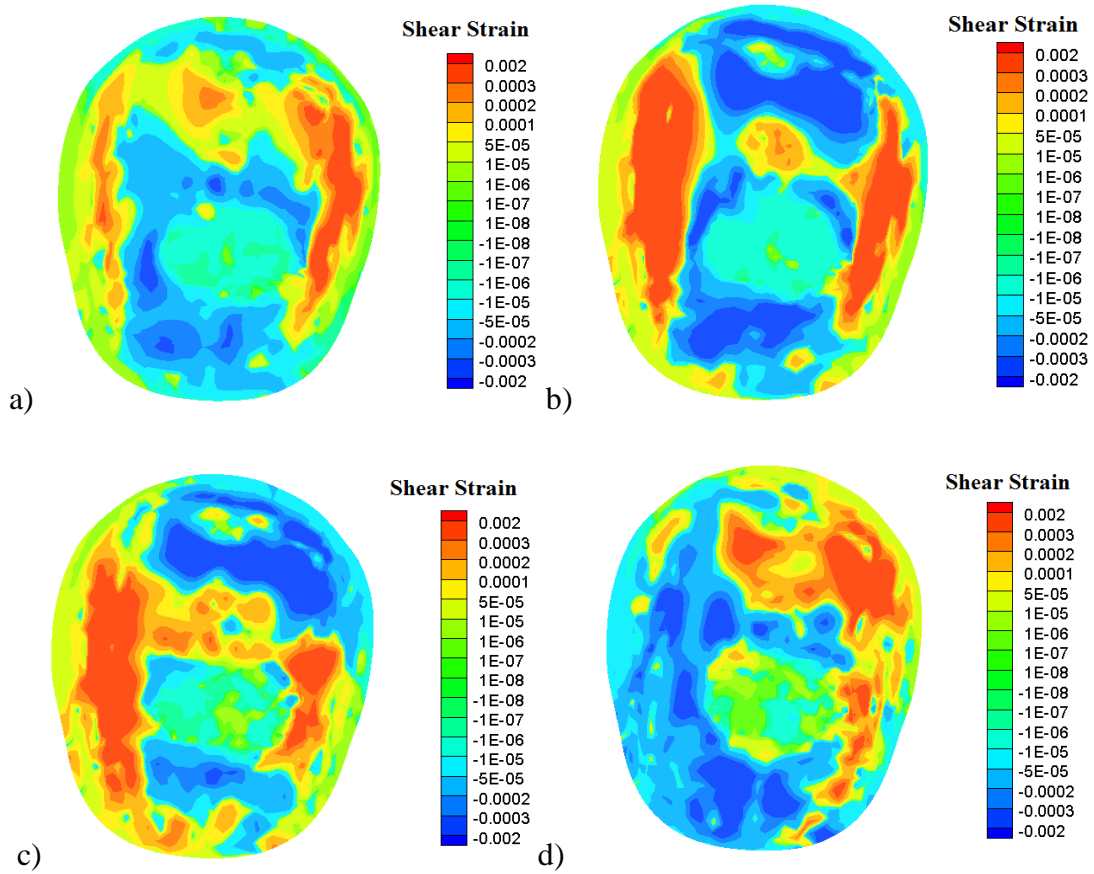 Shear Strain
0.002
0.0003
0.0002
0.0001
5E-05
1E-05
1E-06
1E-07
1E-08
-1E-08
-1E-07
-1E-06
-1E-05
-5E-05
-0.0002
-0.0003
-0.002
a)
Shear Strain
0.002
0.0003
0.0002
0.0001
5E-05
1E-05
1E-06
1E-07
1E-08
-1E-08
-1E-07
-1E-06
-1E-05
-5E-05
-0.0002
-0.0003
-0.002
b)
Shear Strain
0.002
0.0003
0.0002
0.0001
5E-05
1E-05
1E-06
1E-07
1E-08
-1E-08
-1E-07
-1E-06
-1E-05
-5E-05
-0.0002
-0.0003
-0.002
c)
Shear Strain
0.002
0.0003
0.0002
0.0001
5E-05
1E-05
1E-06
1E-07
1E-08
-1E-08
-1E-07
-1E-06
-1E-05
-5E-05
-0.0002
-0.0003
-0.002
d)